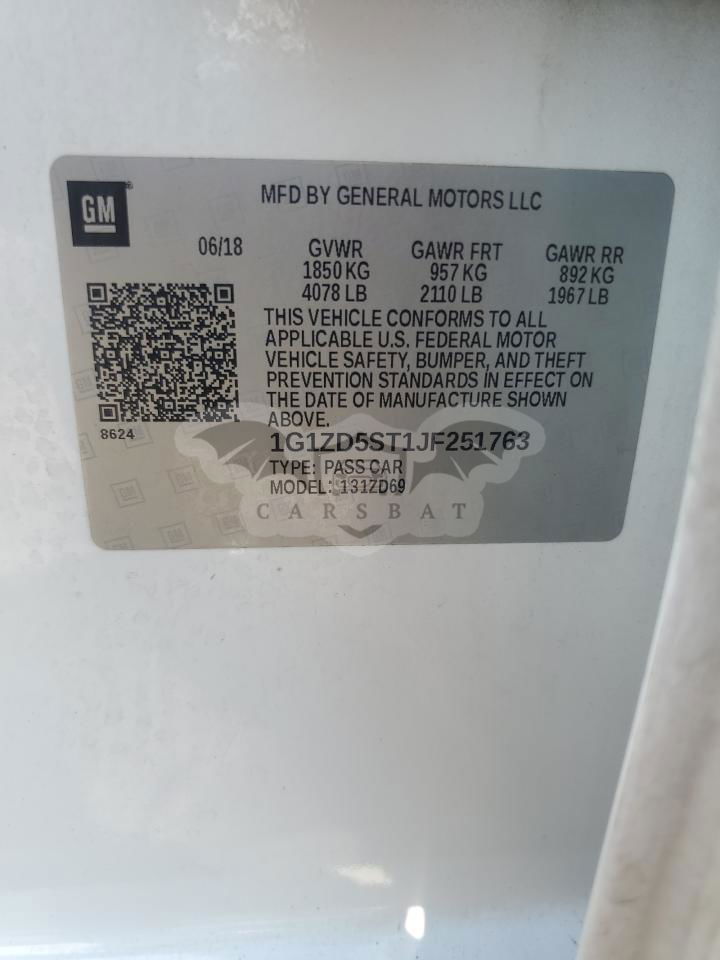 GM
MFD BY GENERAL MOTORS LLC
06/18 GVWR GAWR FRT GAWR RR
1850 KG 957 KG 892 KG
4078 LB 2110 LB 1967 LB
THIS VEHICLE CONFORMS TO ALL
APPLICABLE U.S. FEDERAL MOTOR
VEHICLE SAFETY, BUMPER, AND THEFT
PREVENTION STANDARDS IN EFFECT ON
THE DATE OF MANUFACTURE SHOWN
ABOVE.
8624
1G1ZD5ST1JF251763
TYPE: PASS CAR
MODEL: 131ZD69
CARSBAT